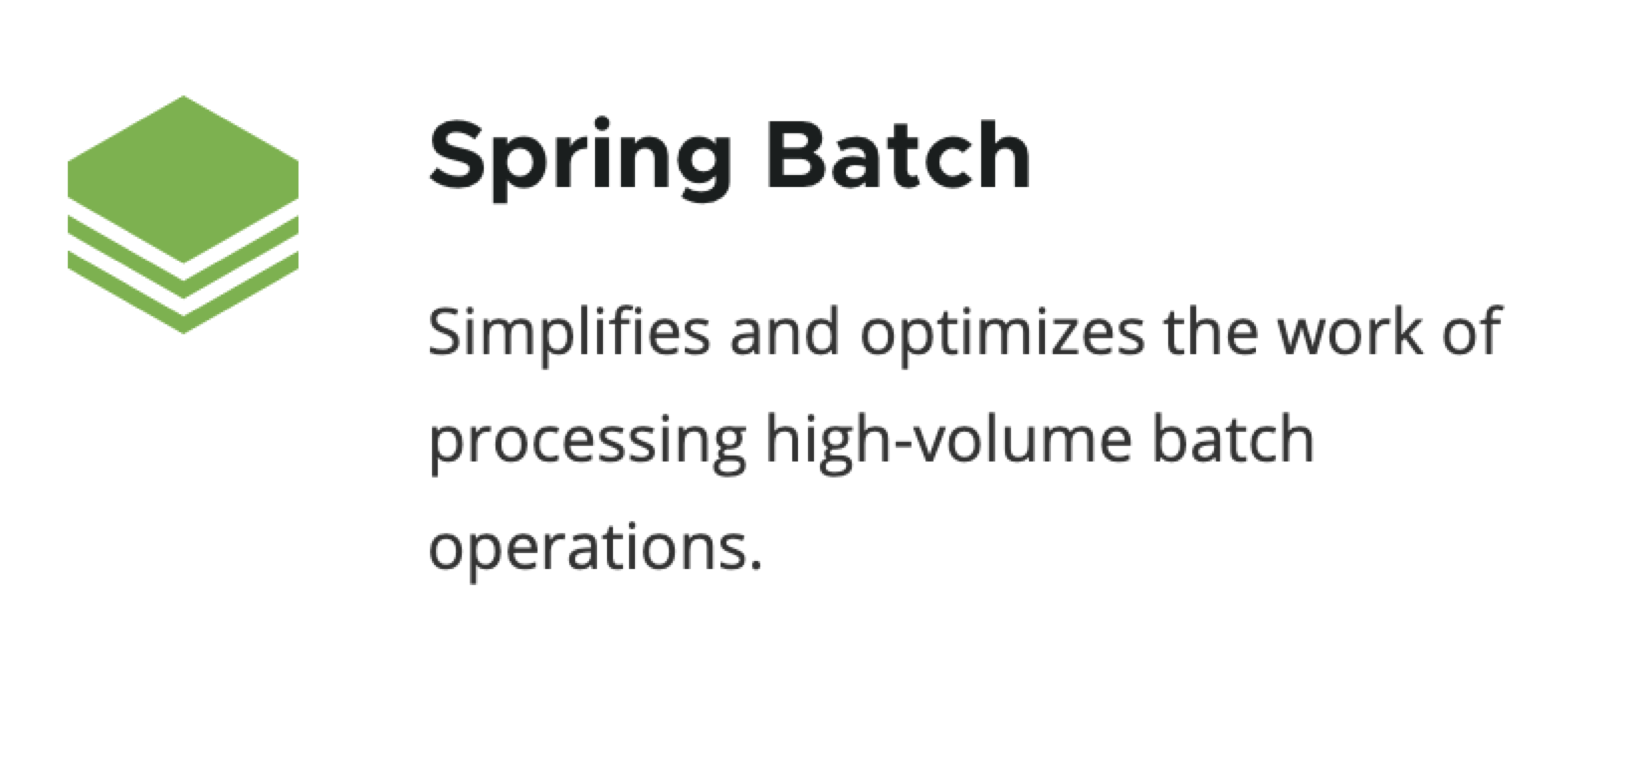 Spring Batch
Simplifies and optimizes the work of
processing high-volume batch
operations.